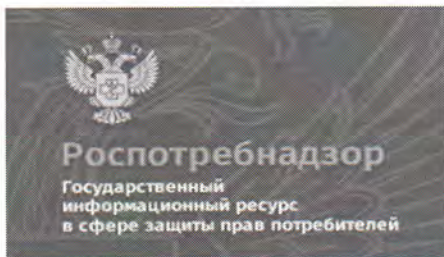 Роспотребнадзор
Государственный
информационный ресурс
в сфере защиты прав потребителей